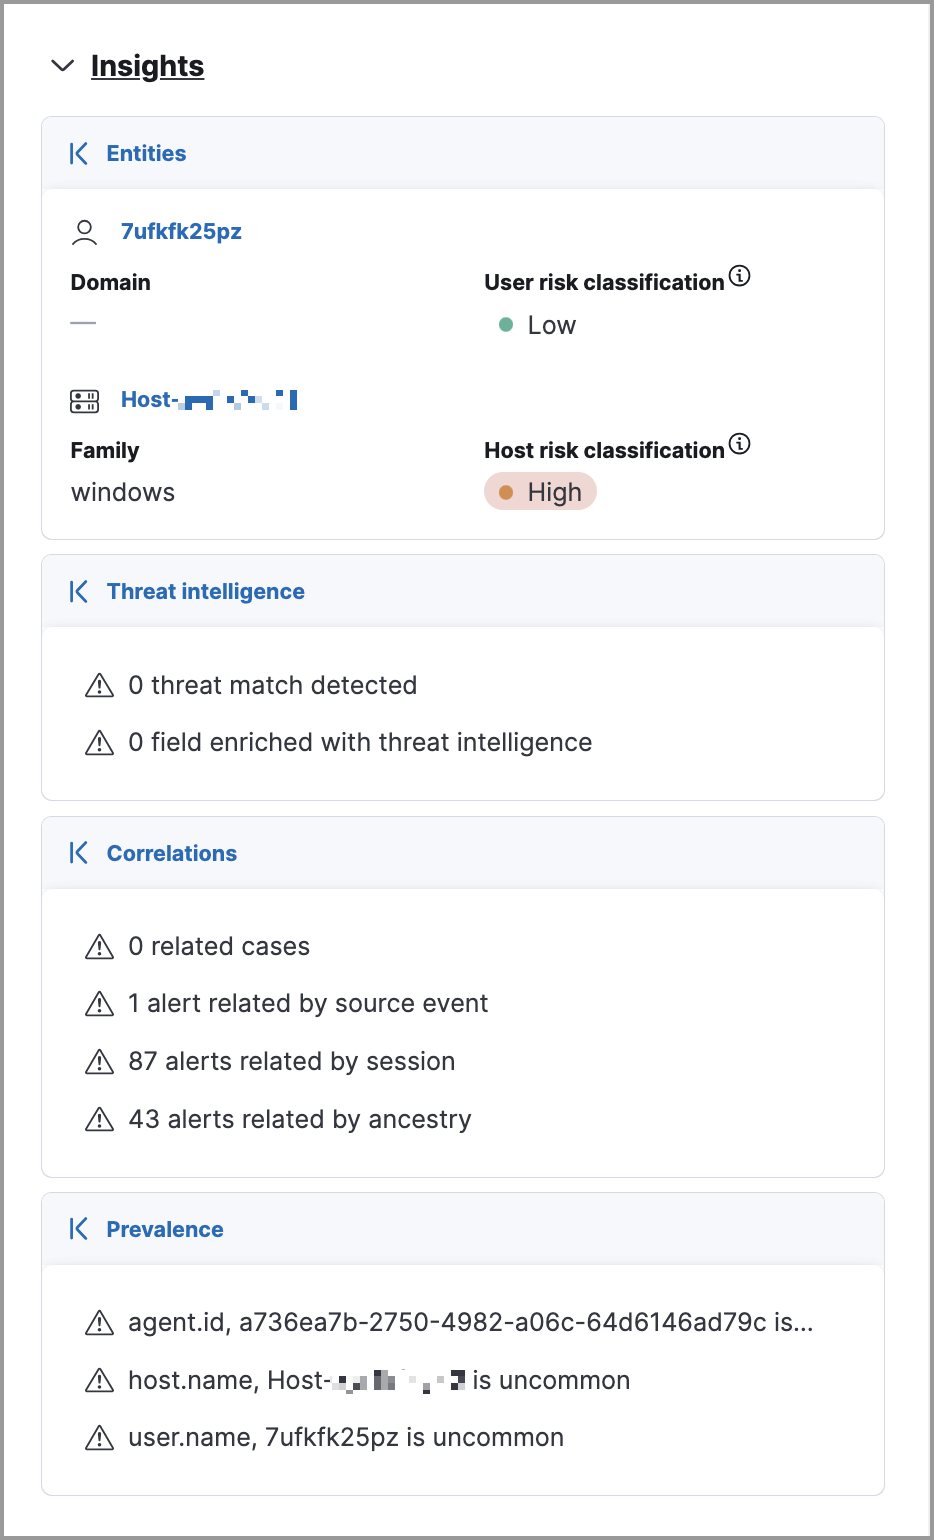 Insights
Entities
7ufkfk25pz
Domain User risk classification
— Low
Host-
Family Host risk classification
windows High
Threat intelligence
0 threat match detected
0 field enriched with threat intelligence
Correlations
0 related cases
1 alert related by source event
87 alerts related by session
43 alerts related by ancestry
Prevalence
agent.id, a736ea7b-2750-4982-a06c-64d6146ad79c is...
host.name, Host- is uncommon
user.name, 7ufkfk25pz is uncommon